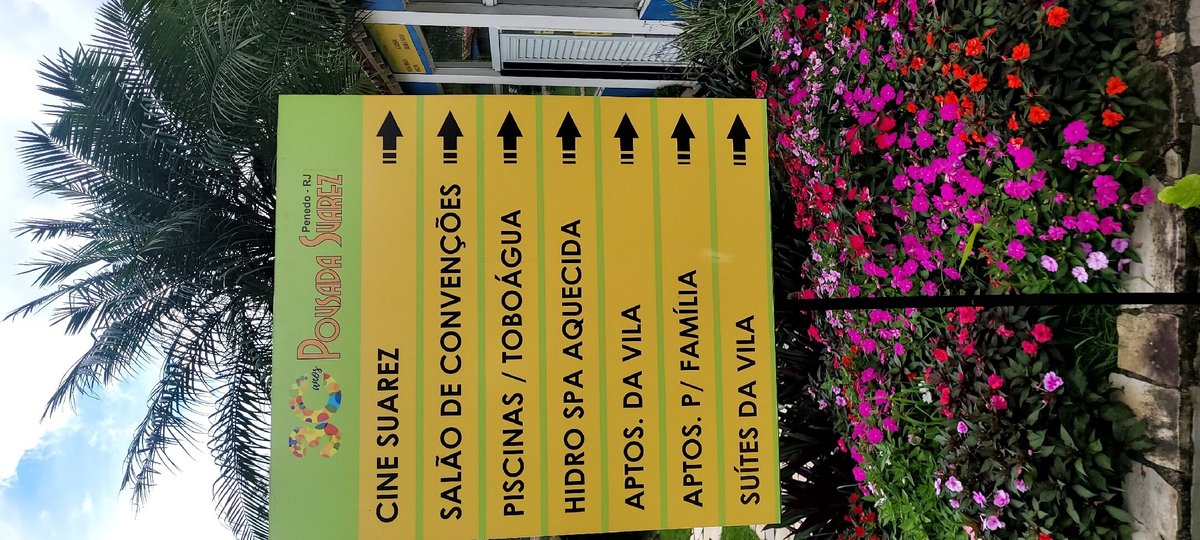 30 anos
Penedo - RJ
POUSADA SUAREZ
CINE SUAREZ
SALÃO DE CONVENÇÕES
PISCINAS / TOBOÁGUA
HIDRO SPA AQUECIDA
APTOS. DA VILA
APTOS. P/ FAMÍLIA
SUÍTES DA VILA